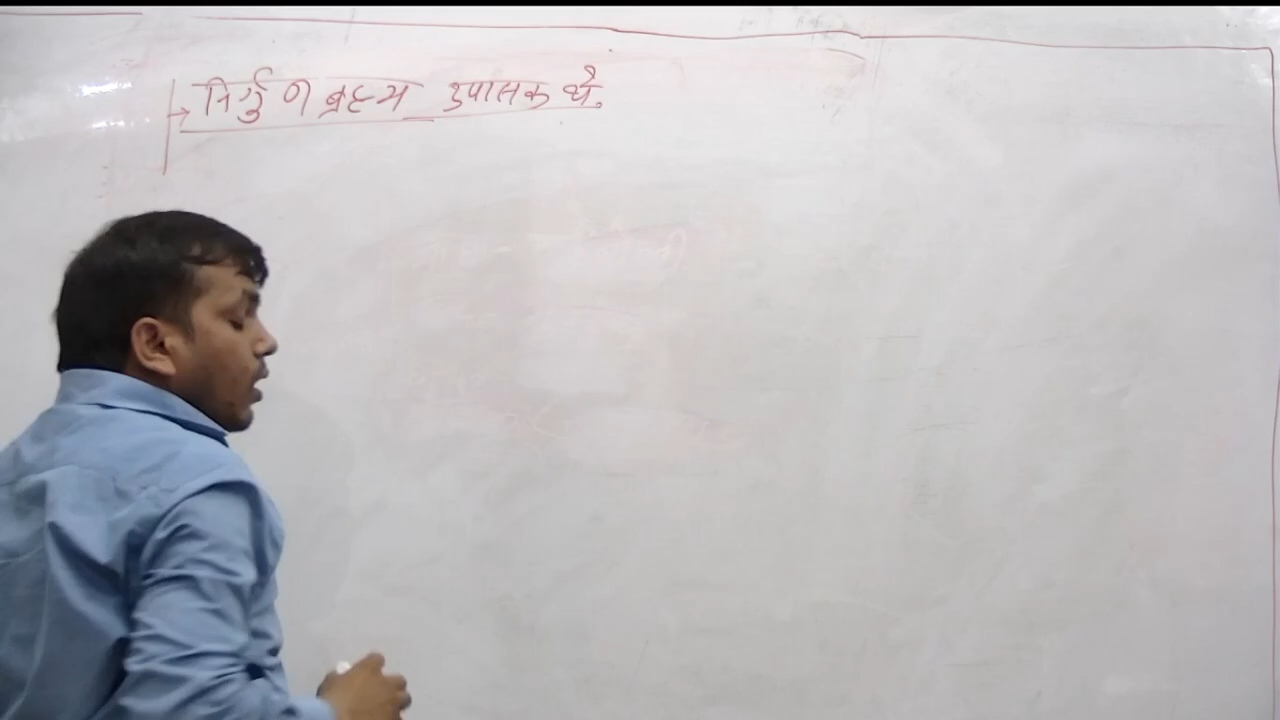 → निर्गुण ब्रह्म उपासक थे.